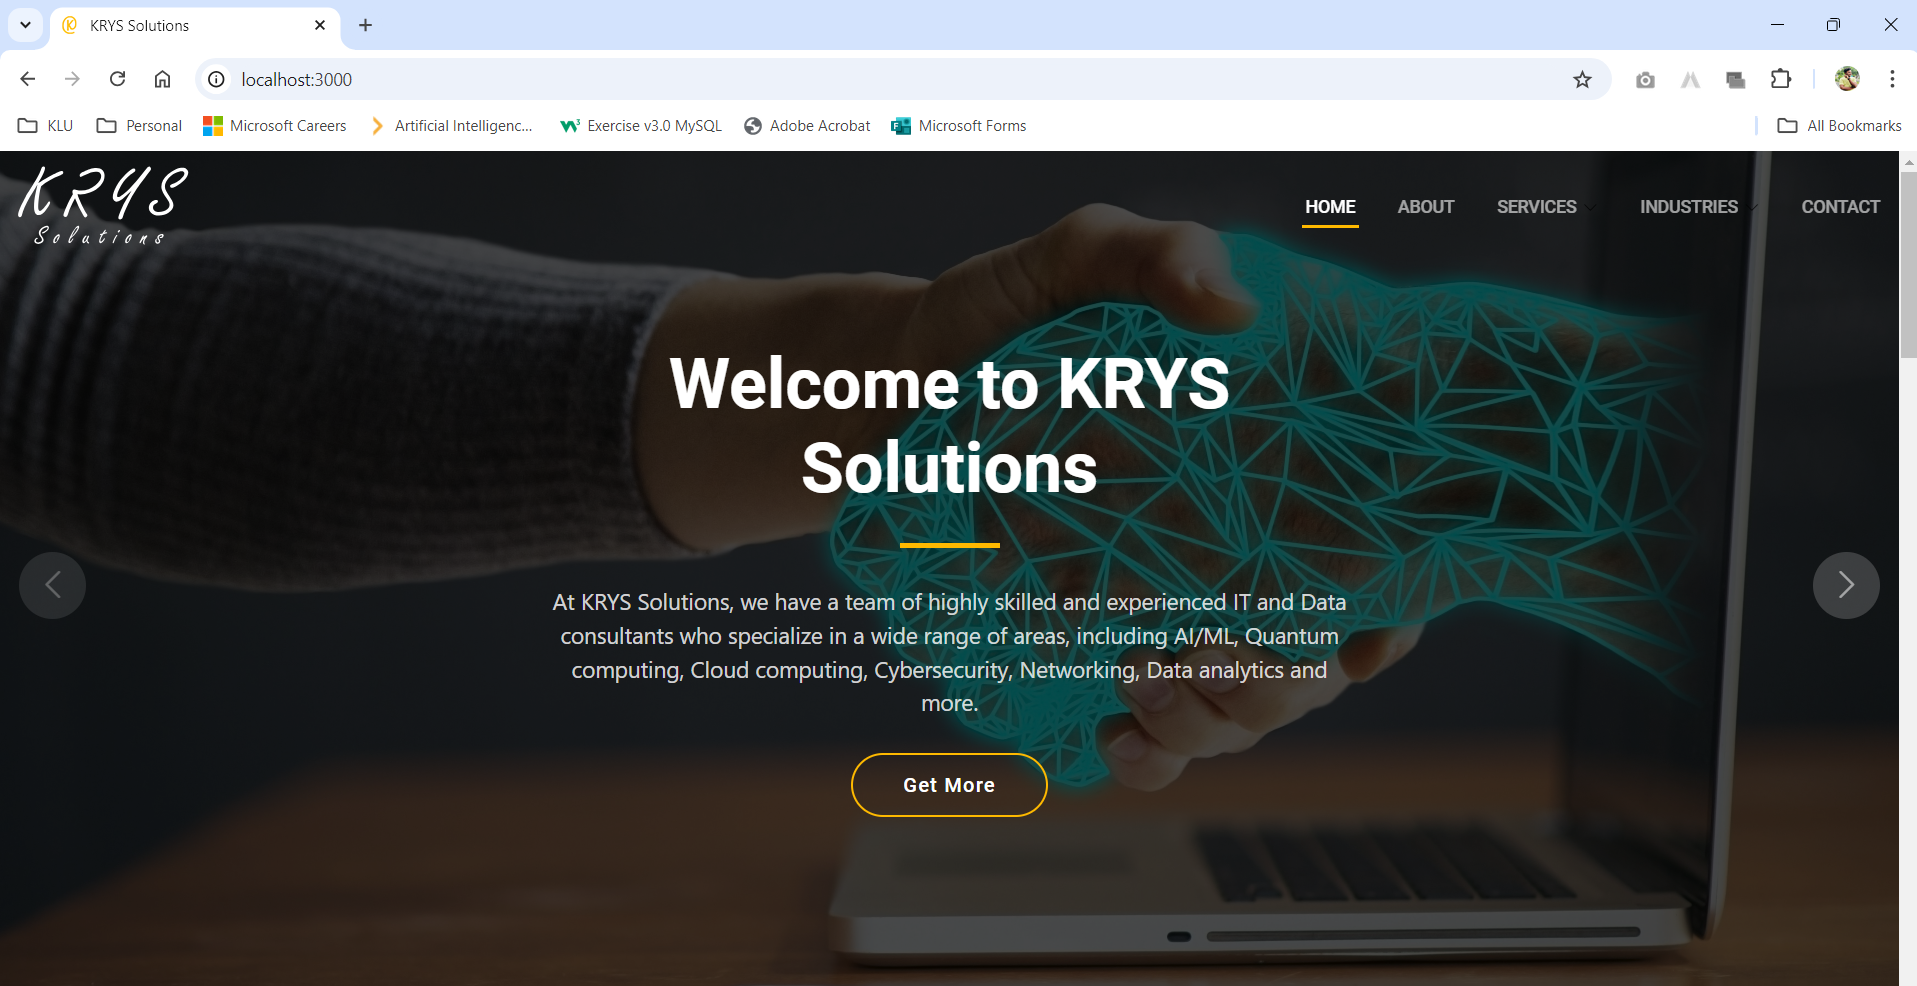 KRYS Solutions
localhost:3000
KLU Personal Microsoft Careers Artificial Intelligenc... Exercise v3.0 MySQL Adobe Acrobat Microsoft Forms All Bookmarks
KRYS
Solutions
HOME ABOUT SERVICES INDUSTRIES CONTACT
Welcome to KRYS
Solutions
At KRYS Solutions, we have a team of highly skilled and experienced IT and Data
consultants who specialize in a wide range of areas, including AI/ML, Quantum
computing, Cloud computing, Cybersecurity, Networking, Data analytics and
more.
Get More